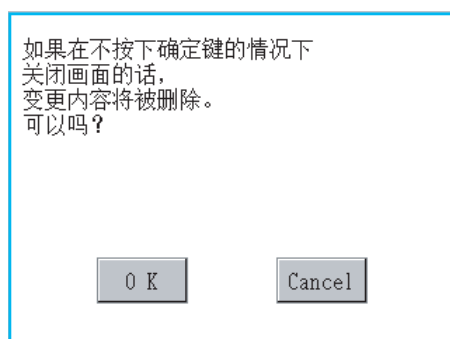 如果在不按下确定键的情况下
关闭画面的话,
变更内容将被删除。
可以吗?
O K
Cancel